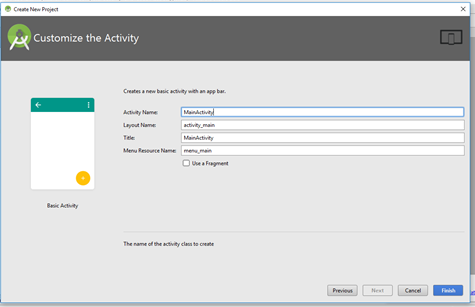 Create New Project
Customize the Activity
Creates a new basic activity with an app bar.
Activity Name: MainActivity
Layout Name: activity_main
Title: MainActivity
Menu Resource Name: menu_main
Use a Fragment
Basic Activity
The name of the activity class to create
Previous Next Cancel Finish